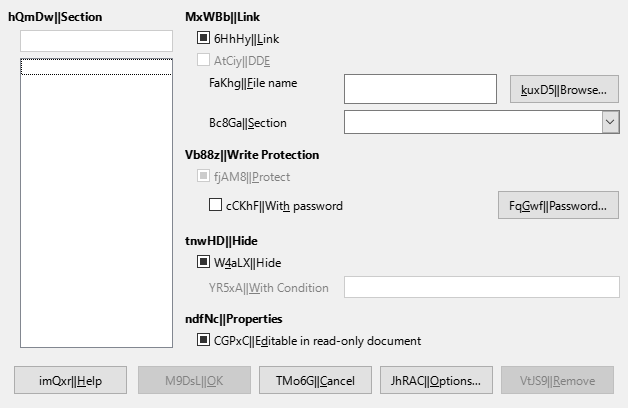 hQmDw||Section
MxWBb||Link
6HhHy||Link
AtCiy||DDE
FaKhg||File name
kuxD5||Browse...
Bc8Ga||Section
Vb88z||Write Protection
fjAM8||Protect
cCKhF||With password
FqGwf||Password...
tnwHD||Hide
W4aLX||Hide
YR5xA||With Condition
ndfNc||Properties
CGPxC||Editable in read-only document
imQxr||Help
M9DsL||OK
TMo6G||Cancel
JhRAC||Options...
VtJS9||Remove